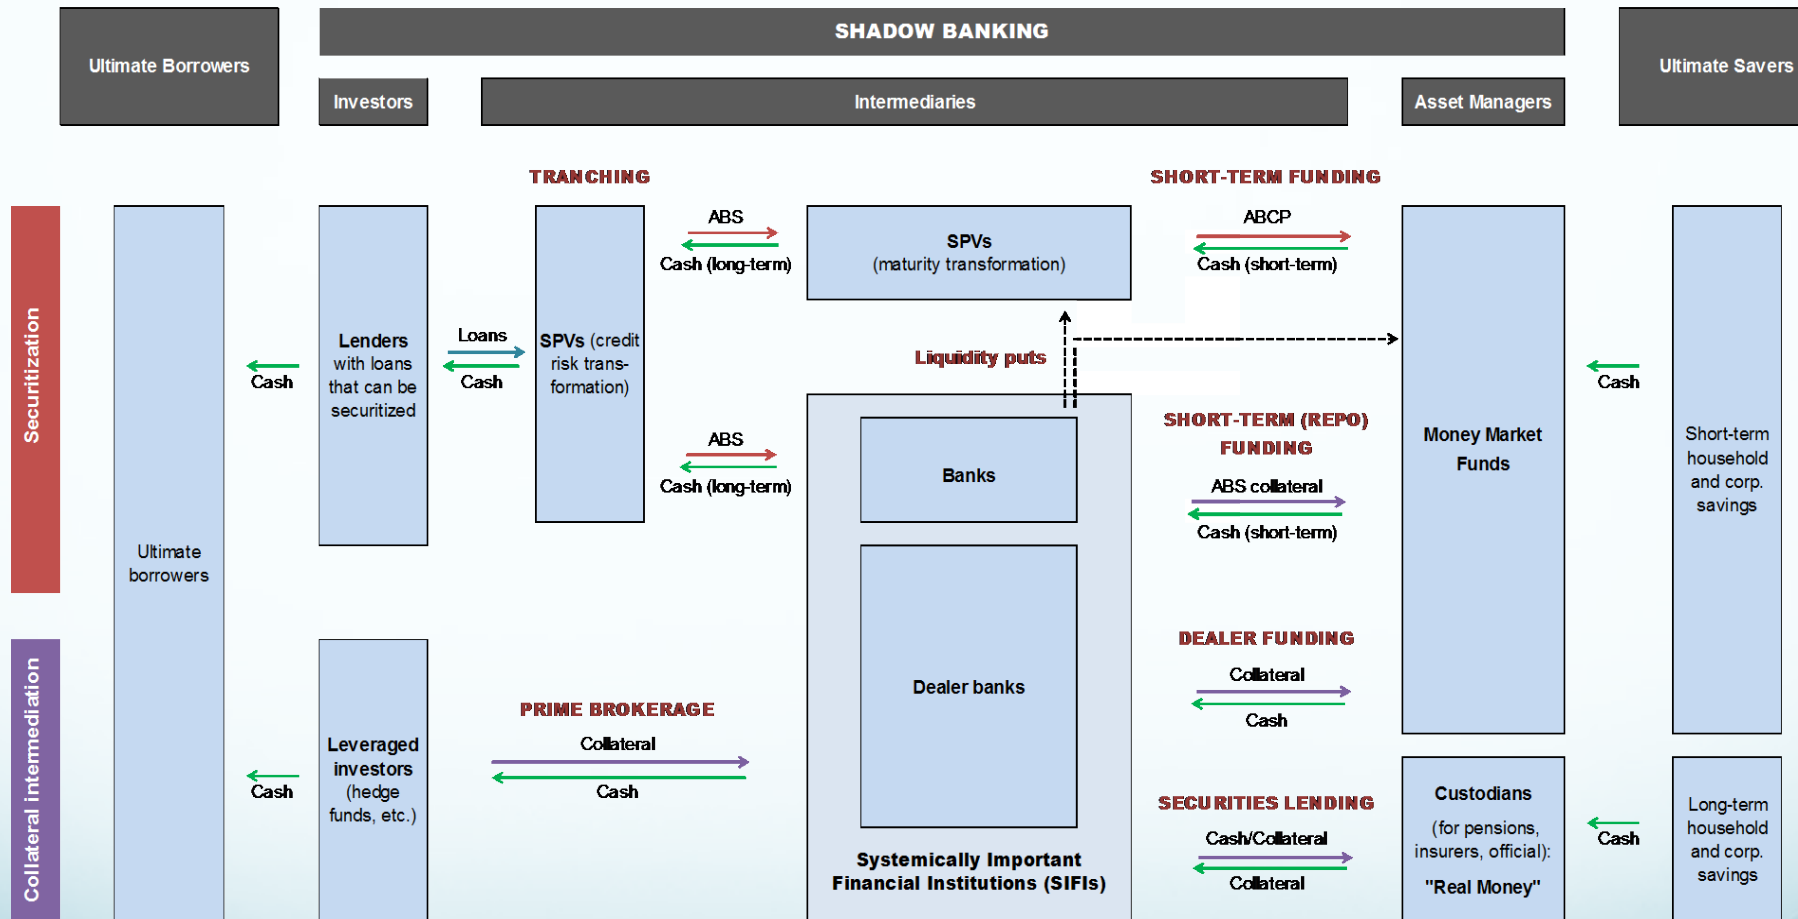 SHADOW BANKING
Ultimate Borrowers
Ultimate Savers
Investors
Intermediaries
Asset Managers
TRANCHING
SHORT-TERM FUNDING
Securitization
Ultimate
borrowers
Cash
Lenders
with loans
that can be
securitized
Loans
Cash
SPVs (credit
risk trans-
formation)
ABS
Cash (long-term)
SPVs
(maturity transformation)
ABCP
Cash (short-term)
Liquidity puts
ABS
Cash (long-term)
Banks
SHORT-TERM (REPO)
FUNDING
ABS collateral
Cash (short-term)
Money Market
Funds
Cash
Short-term
household
and corp.
savings
Collateral intermediation
Cash
Leveraged
investors
(hedge
funds, etc.)
PRIME BROKERAGE
Collateral
Cash
Dealer banks
Systemically Important
Financial Institutions (SIFIs)
DEALER FUNDING
Collateral
Cash
SECURITIES LENDING
Cash/Collateral
Collateral
Custodians
(for pensions,
insurers, official):
"Real Money"
Cash
Long-term
household
and corp.
savings